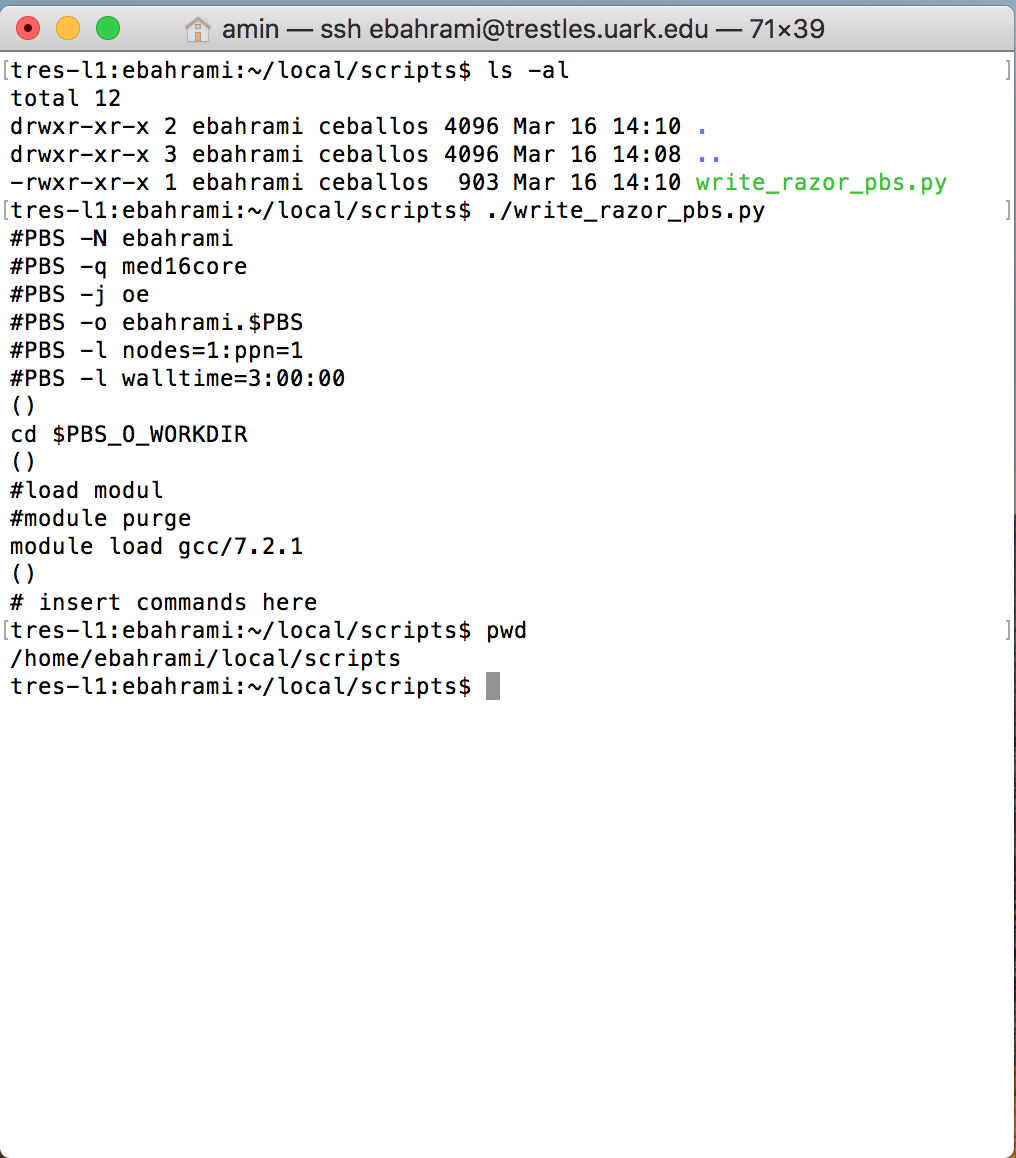 amin — ssh ebahrami@trestles.uark.edu — 71×39
[tres-l1:ebahrami:~/local/scripts$ ls -al ]
total 12
drwxr-xr-x 2 ebahrami ceballos 4096 Mar 16 14:10 .
drwxr-xr-x 3 ebahrami ceballos 4096 Mar 16 14:08 ..
-rwxr-xr-x 1 ebahrami ceballos  903 Mar 16 14:10 write_razor_pbs.py
[tres-l1:ebahrami:~/local/scripts$ ./write_razor_pbs.py ]
#PBS -N ebahrami
#PBS -q med16core
#PBS -j oe
#PBS -o ebahrami.$PBS
#PBS -l nodes=1:ppn=1
#PBS -l walltime=3:00:00
()
cd $PBS_O_WORKDIR
()
#load modul
#module purge
module load gcc/7.2.1
()
# insert commands here
[tres-l1:ebahrami:~/local/scripts$ pwd ]
/home/ebahrami/local/scripts
tres-l1:ebahrami:~/local/scripts$